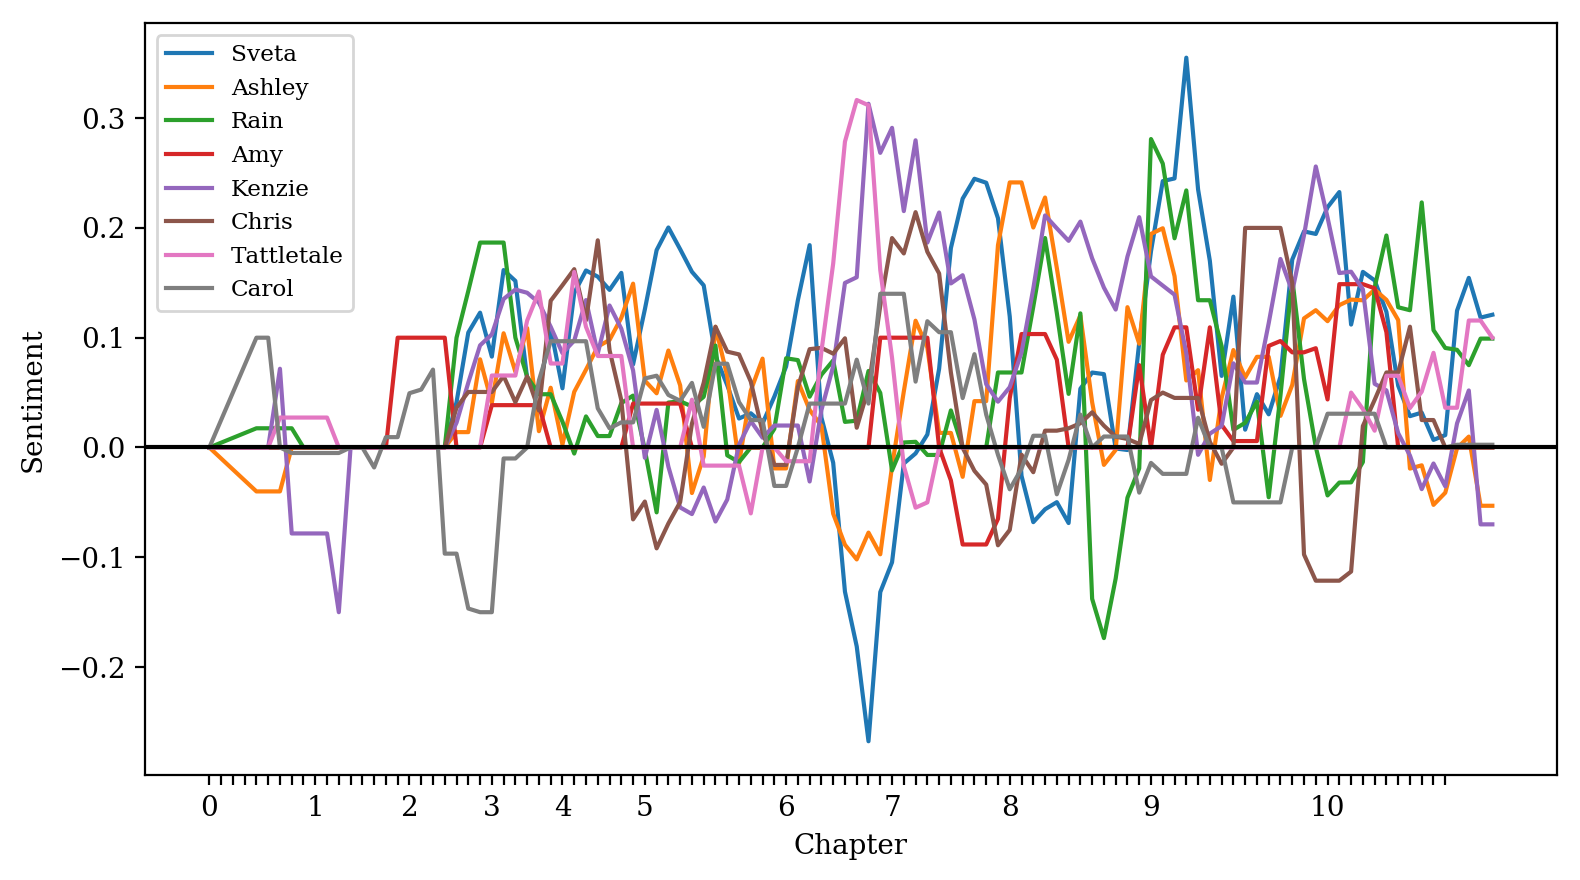 Sveta
Ashley
Rain
Amy
Kenzie
Chris
Tattletale
Carol
Sentiment
0.3
0.2
0.1
0.0
−0.1
−0.2
0 1 2 3 4 5 6 7 8 9 10
Chapter